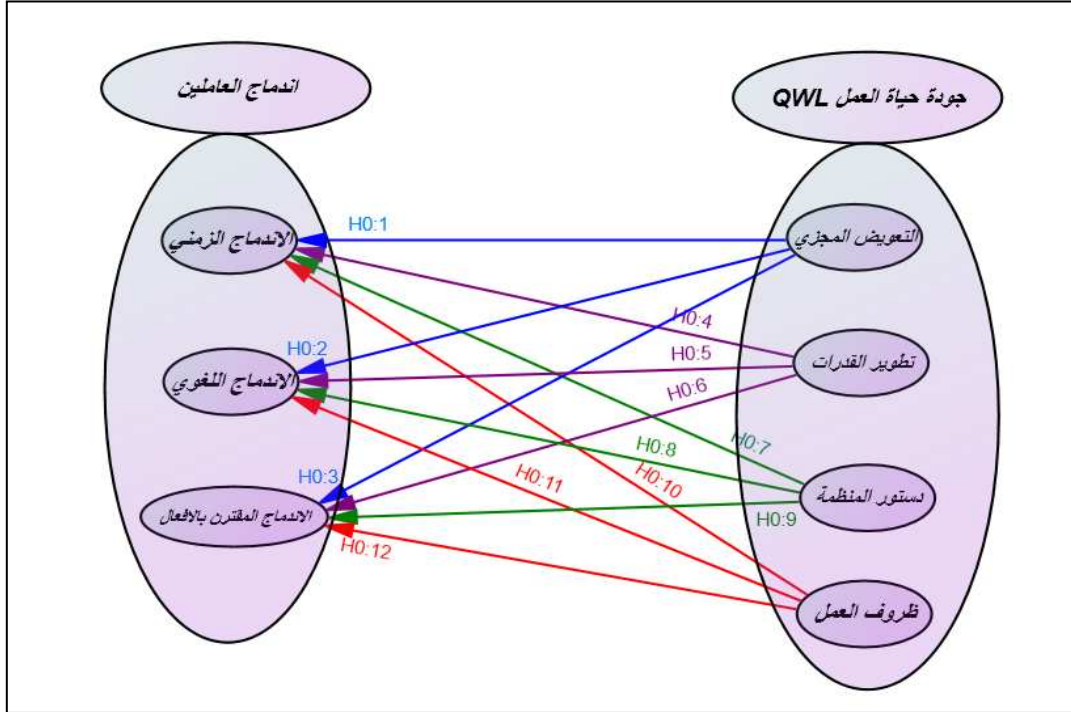 جودة حياة العمل QWL
اندماج العاملين
التعويض المجزي
تطوير القدرات
دستور المنظمة
ظروف العمل
الاندماج الزمني
الاندماج اللغوي
الاندماج المقترن بالافعال
H0:1
H0:2
H0:3
H0:4
H0:5
H0:6
H0:7
H0:8
H0:9
H0:10
H0:11
H0:12